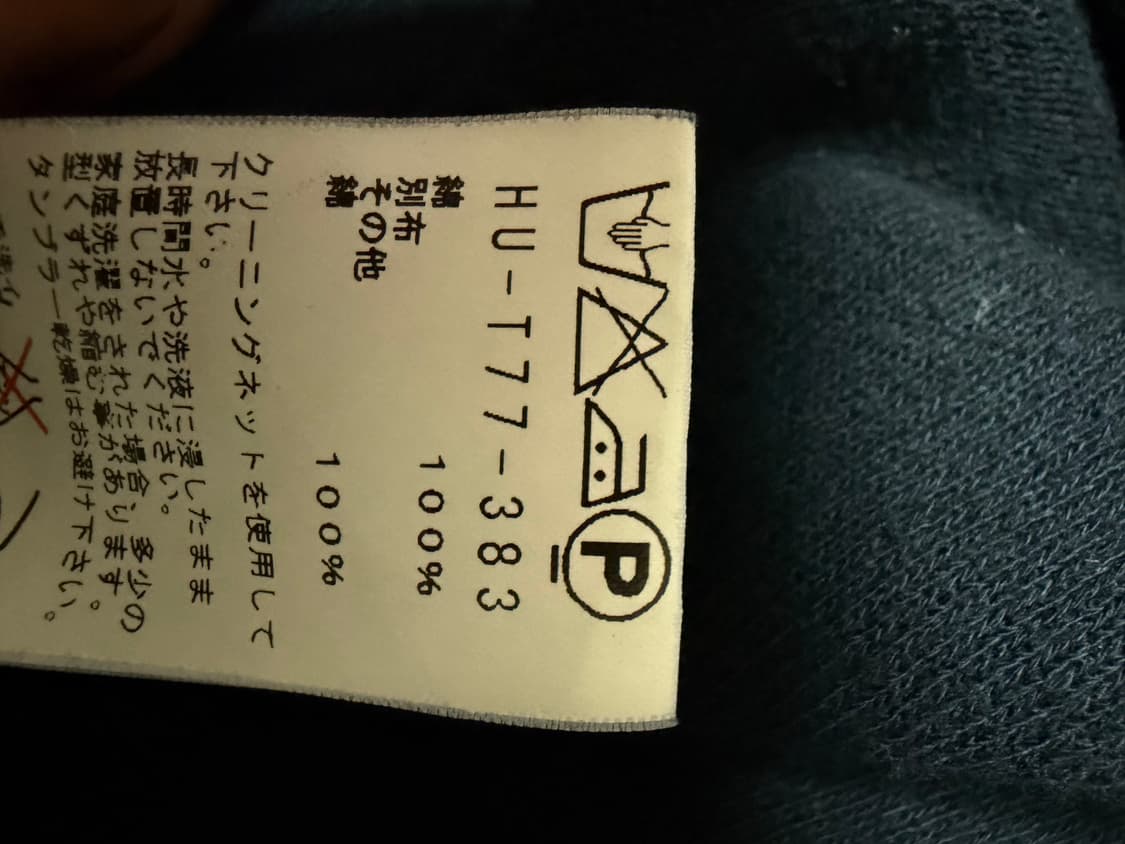 P
HU-T77-383
綿 100%
別布
その他
綿 100%
クリーニングネットを使用して
下さい。
長時間水や洗液に浸したまま
放置しないでください。
家庭洗濯をされた場合、多少の
型くずれや縮む事があります。
タンブラー乾燥はお避け下さい。